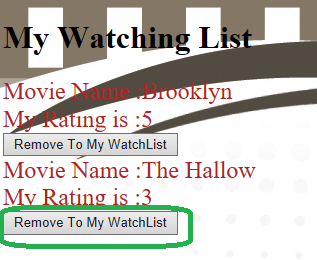 My Watching List
Movie Name :Brooklyn
My Rating is :5
Remove To My WatchList
Movie Name :The Hallow
My Rating is :3
Remove To My WatchList